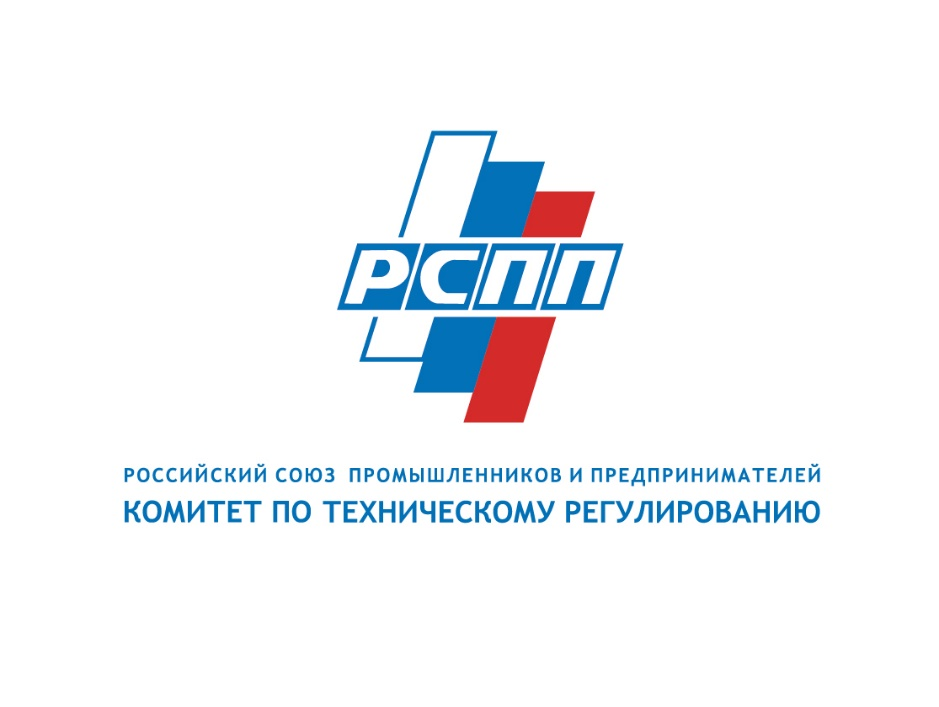 РСПП
РОССИЙСКИЙ СОЮЗ ПРОМЫШЛЕННИКОВ И ПРЕДПРИНИМАТЕЛЕЙ
КОМИТЕТ ПО ТЕХНИЧЕСКОМУ РЕГУЛИРОВАНИЮ